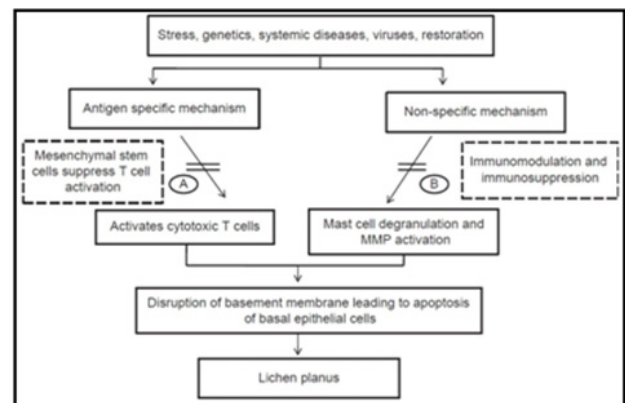 Stress, genetics, systemic diseases, viruses, restoration
Antigen specific mechanism
Non-specific mechanism
Mesenchymal stem
cells suppress T cell
activation
A
B
Immunomodulation and
immunosuppression
Activates cytotoxic T cells
Mast cell degranulation and
MMP activation
Disruption of basement membrane leading to apoptosis
of basal epithelial cells
Lichen planus